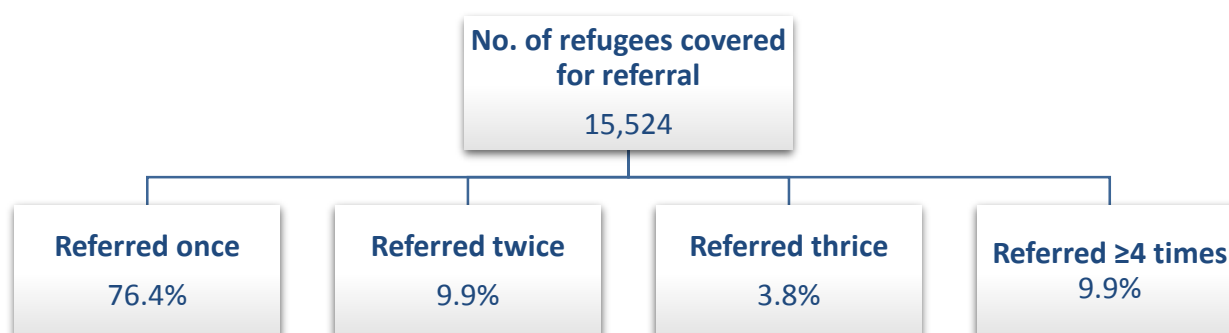 No. of refugees covered
for referral
15,524
Referred once
76.4%
Referred twice
9.9%
Referred thrice
3.8%
Referred ≥4 times
9.9%